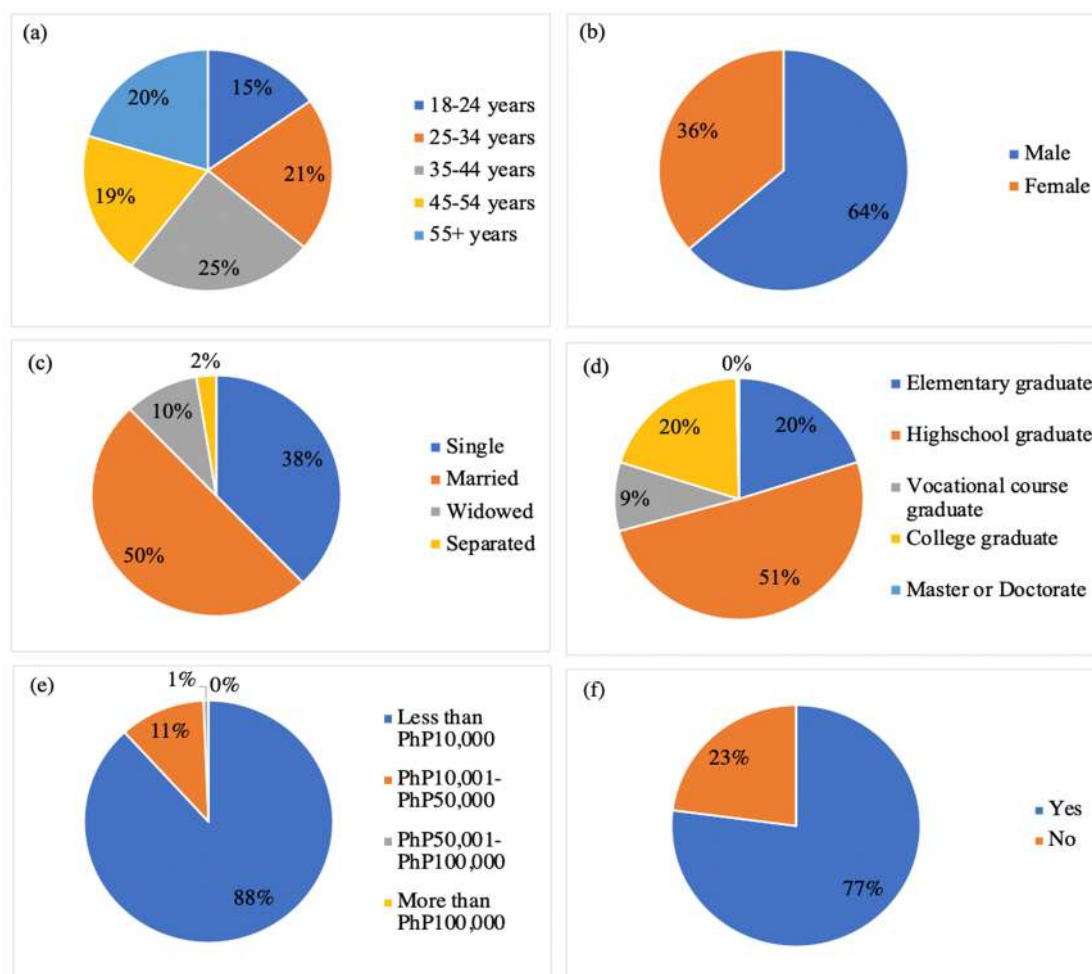 (a)
15%
21%
25%
19%
20%
18-24 years
25-34 years
35-44 years
45-54 years
55+ years
(b)
36%
64%
Male
Female
(c)
2%
10%
38%
50%
Single
Married
Widowed
Separated
(d)
0%
20%
20%
9%
51%
Elementary graduate
Highschool graduate
Vocational course
graduate
College graduate
Master or Doctorate
(e)
1%
0%
11%
88%
Less than
PhP10,000
PhP10,001-
PhP50,000
PhP50,001-
PhP100,000
More than
PhP100,000
(f)
23%
77%
Yes
No